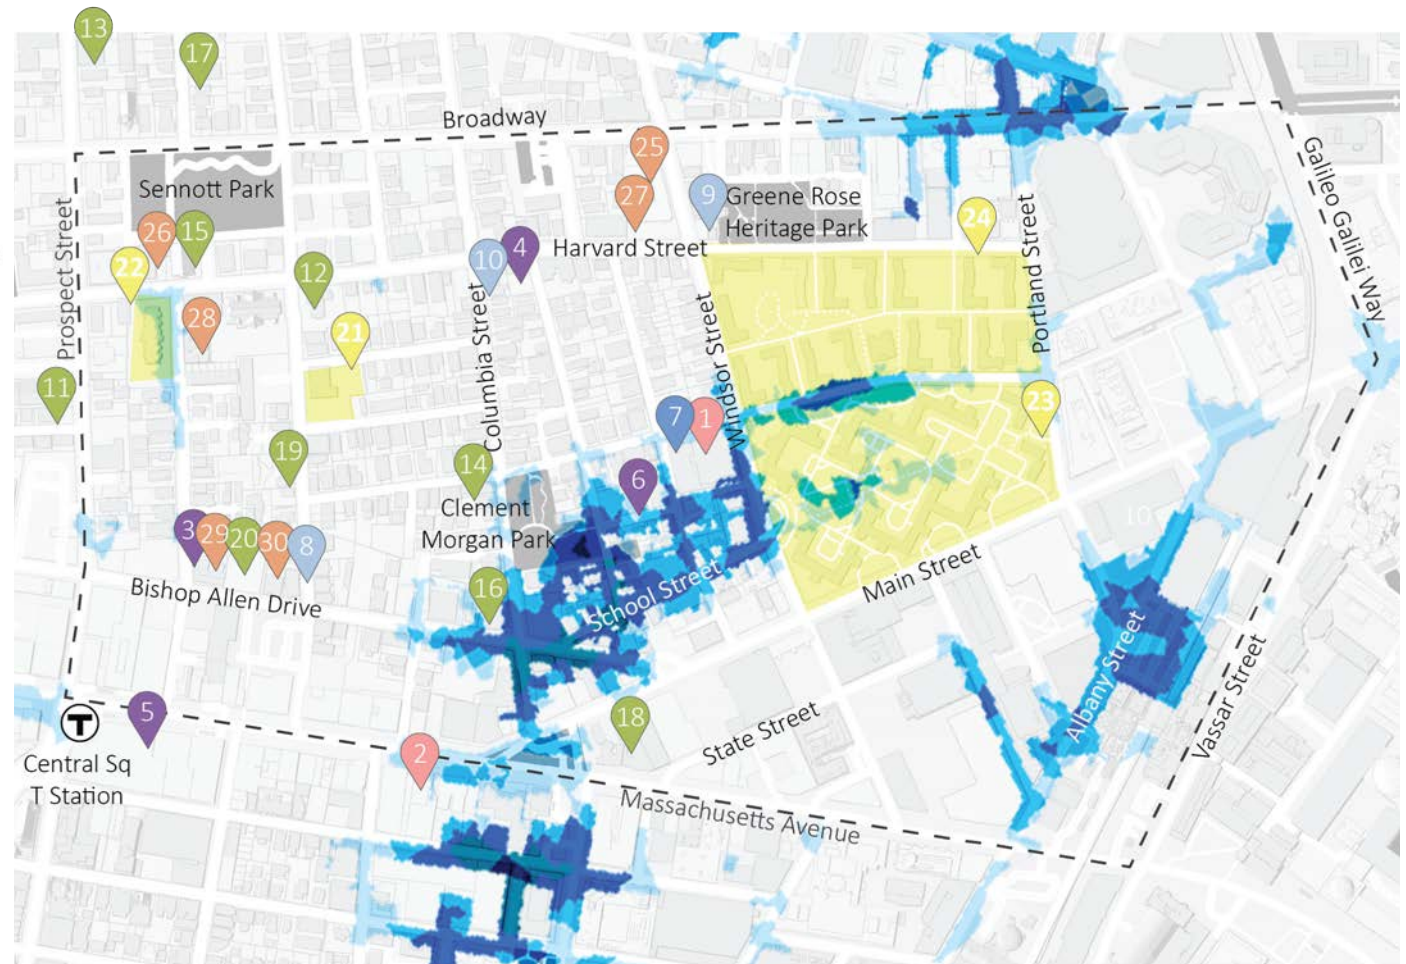 13
17
Broadway
25
Sennott Park
27
9
Greene Rose
Heritage Park
24
Galileo Galilei Way
Prospect Street
26
15
22
12
10
4
Harvard Street
Portland Street
28
21
Columbia Street
Windsor Street
11
7
1
23
19
14
6
Clement
Morgan Park
3
29
20
30
8
10
Bishop Allen Drive
16
School Street
Main Street
Albany Street
Vassar Street
5
T
Central Sq
T Station
2
18
State Street
Massachusetts Avenue